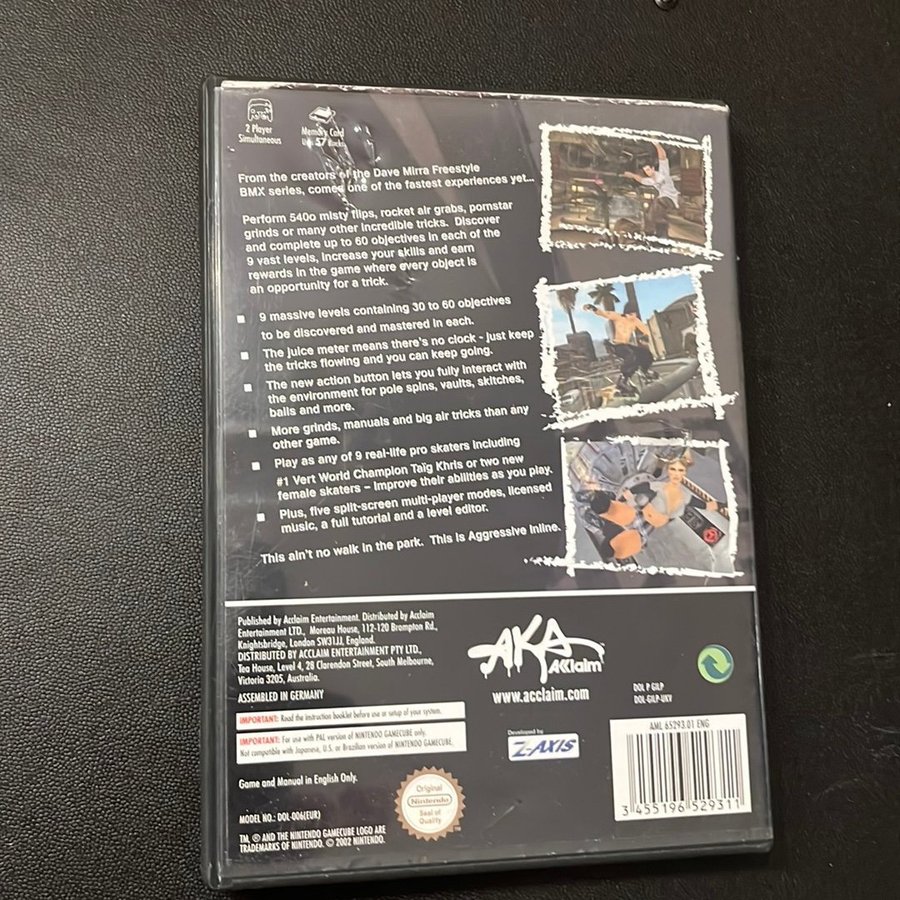 2 Player
Simultaneous
Memory Card
57 Blocks
From the creators of the Dave Mirra Freestyle
BMX series, comes one of the fastest experiences yet...
Perform 540o misty flips, rocket air grabs, pornstar
grinds or many other incredible tricks. Discover
and complete up to 60 objectives in each of the
9 vast levels, increase your skills and earn
rewards in the game where every object is
an opportunity for a trick.
9 massive levels containing 30 to 60 objectives
to be discovered and mastered in each.
The juice meter means there's no clock - just keep
the tricks flowing and you can keep going.
The new action button lets you fully interact with
the environment for pole spins, vaults, skitches,
bails and more.
More grinds, manuals and big air tricks than any
other game.
Play as any of 9 real-life pro skaters including
#1 Vert World Champion Taïg Khris or two new
female skaters – improve their abilities as you play.
Plus, five split-screen multi-player modes, licensed
music, a full tutorial and a level editor.
This ain't no walk in the park. This is Aggressive Inline.
Published by Acclaim Entertainment. Distributed by Acclaim
Entertainment LTD., Moreau House, 112-120 Brompton Rd.,
Knightsbridge, London SW31JJ, England.
DISTRIBUTED BY ACCLAIM ENTERTAINMENT PTY LTD.,
Tea House, Level 4, 28 Clarendon Street, South Melbourne,
Victoria 3205, Australia.
ASSEMBLED IN GERMANY
IMPORTANT: Read the instruction booklet before use or setup of your system.
IMPORTANT: For use with PAL version of NINTENDO GAMECUBE only.
Not compatible with Japanese, U.S. or Brazilian version of NINTENDO GAMECUBE.
Game and Manual in English Only.
MODEL NO.: DOL-006(EUR)
TM, ® AND THE NINTENDO GAMECUBE LOGO ARE
TRADEMARKS OF NINTENDO. © 2002 NINTENDO.
Original
Nintendo
Seal of
Quality
AKA
Acclaim
www.acclaim.com
Developed by
Z-AXIS
DOL P GILP
DOL-GILP-UKV
AML 65293.01 ENG
3 455196 529311